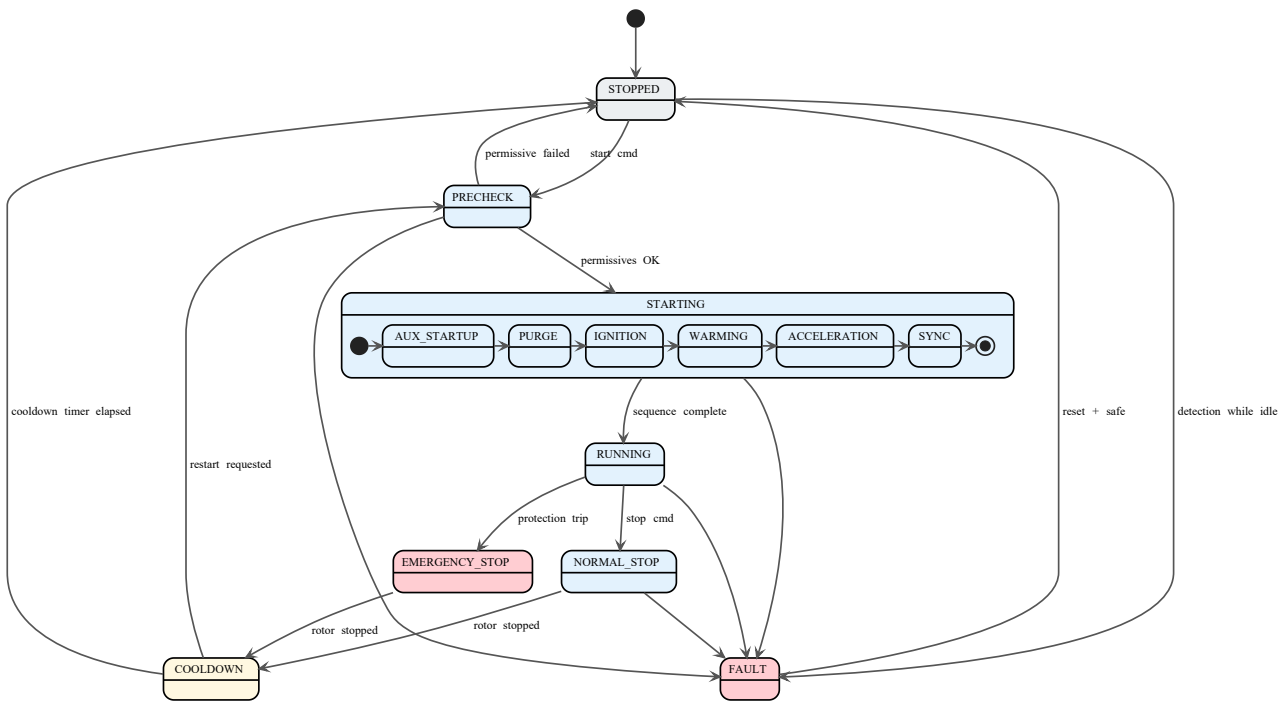 STOPPED
permissive failed
start cmd
PRECHECK
permissives OK
STARTING
AUX_STARTUP
PURGE
IGNITION
WARMING
ACCELERATION
SYNC
cooldown timer elapsed
sequence complete
reset + safe
detection while idle
RUNNING
restart requested
protection trip
stop cmd
EMERGENCY_STOP
NORMAL_STOP
rotor stopped
rotor stopped
COOLDOWN
FAULT